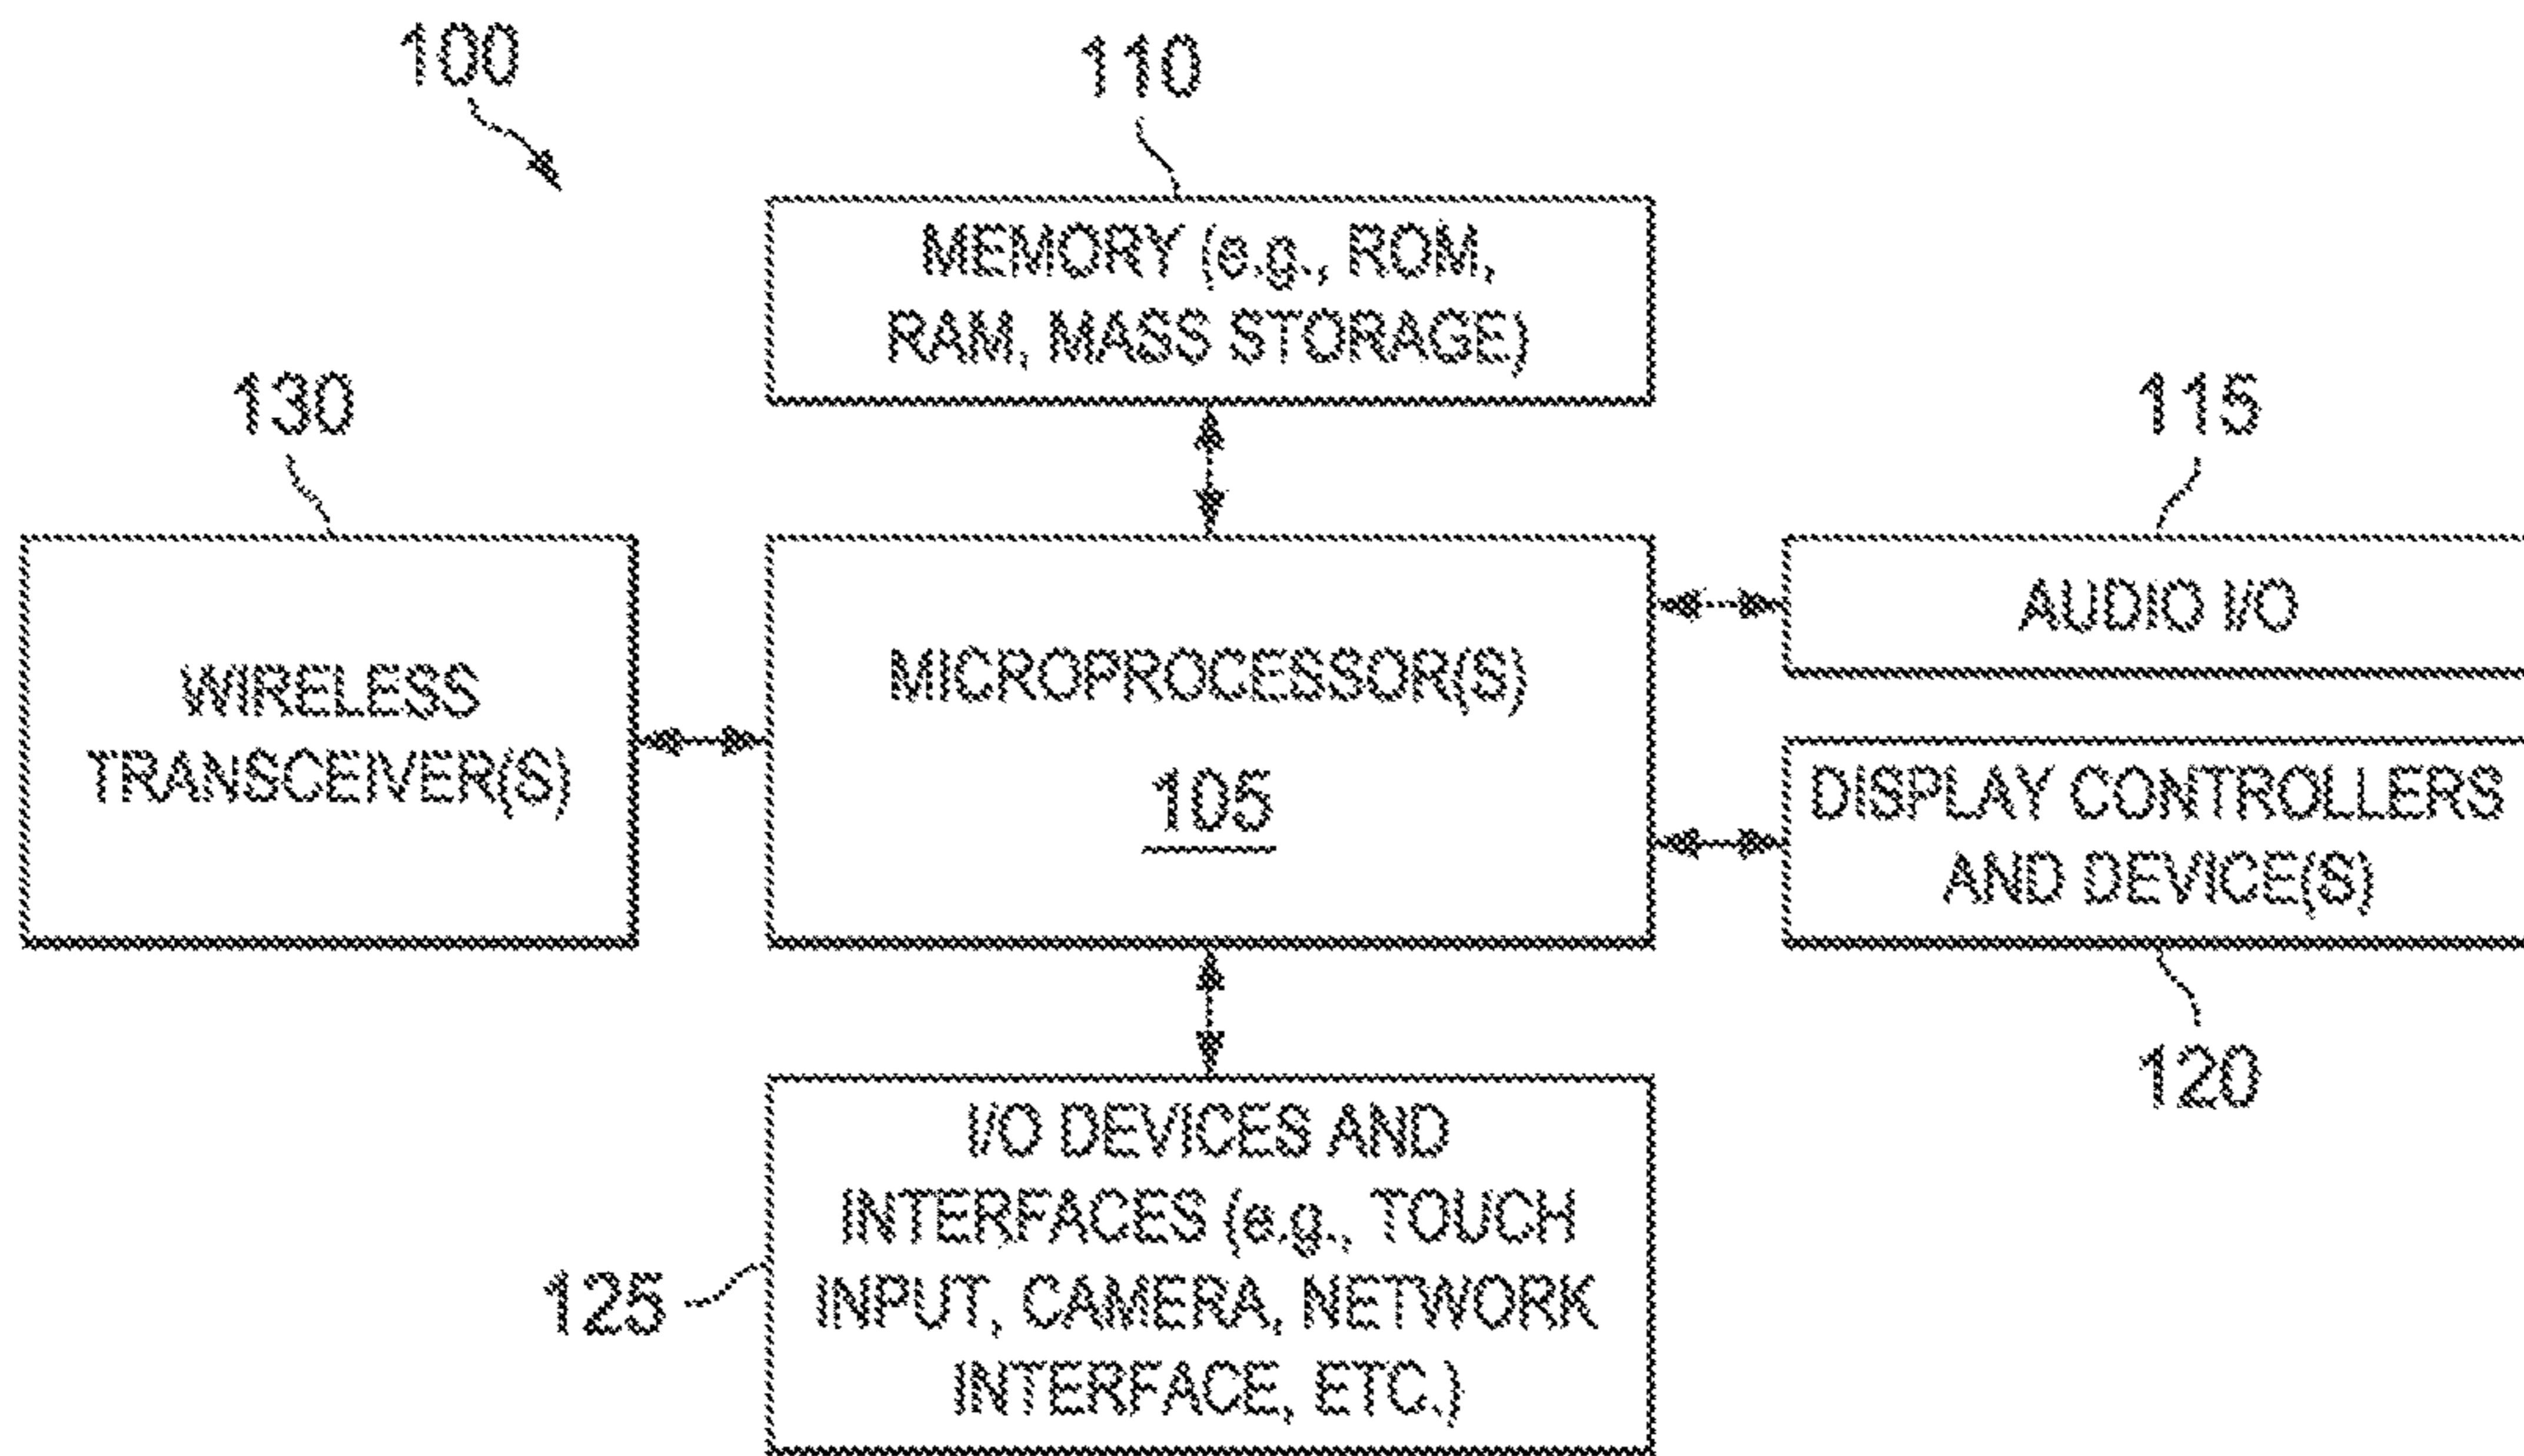 100
110
MEMORY (e.g., ROM,
RAM, MASS STORAGE)
130
115
WIRELESS
TRANSCEIVER(S)
MICROPROCESSOR(S)
105
AUDIO I/O
DISPLAY CONTROLLERS
AND DEVICE(S)
120
I/O DEVICES AND
INTERFACES (e.g., TOUCH
INPUT, CAMERA, NETWORK
INTERFACE, ETC.)
125